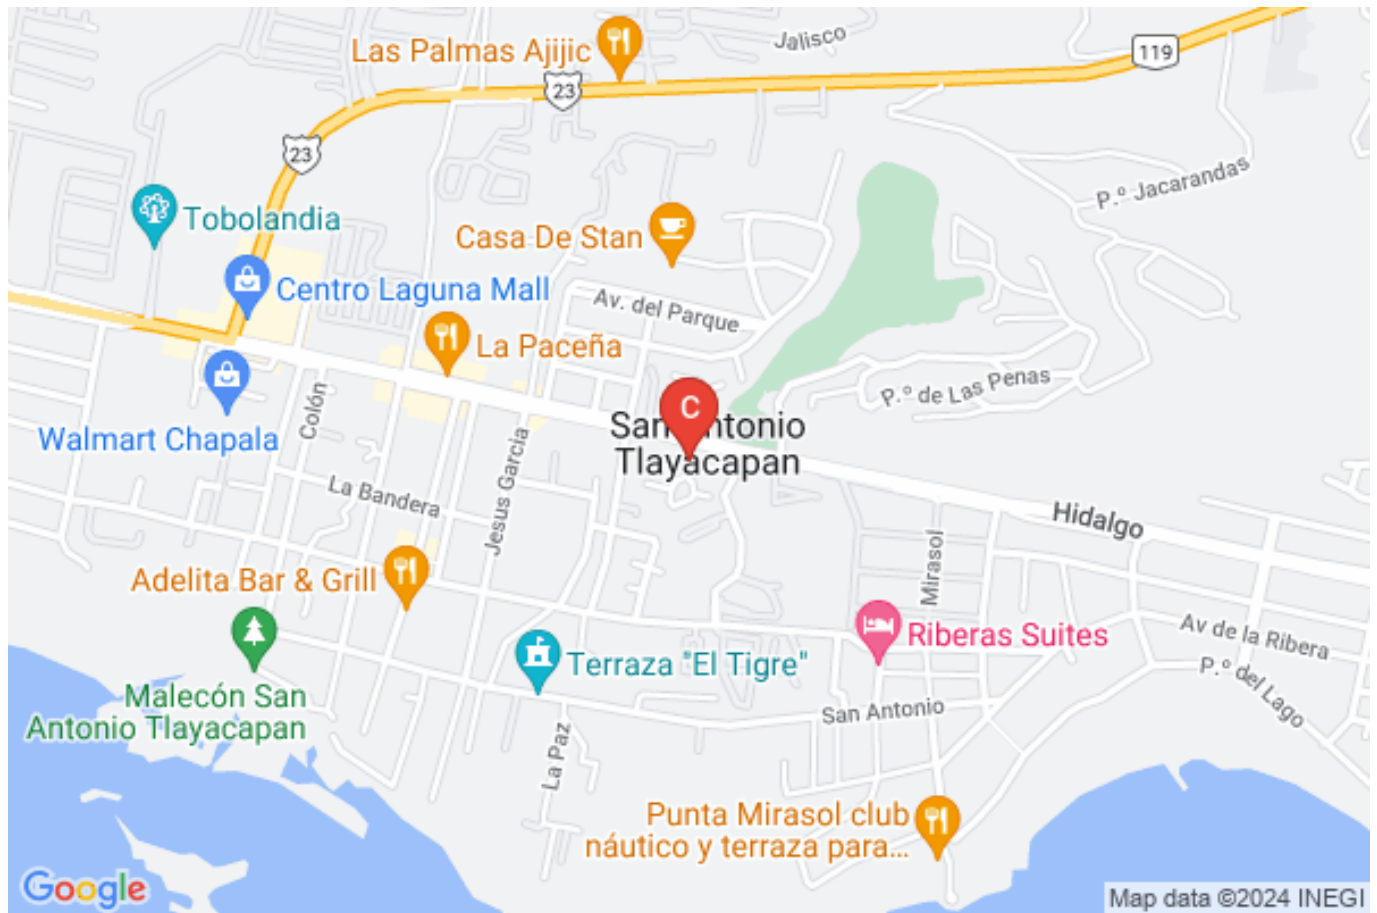 Las Palmas Ajijic
Jalisco
119
23
23
P.º Jacarandas
Tobolandia
Casa De Stan
Centro Laguna Mall
Av. del Parque
La Paceña
P.º de Las Penas
Colón
C
San Antonio
Tlayacapan
Walmart Chapala
Jesus Garcia
La Bandera
Hidalgo
Mirasol
Adelita Bar & Grill
Av de la Ribera
Riberas Suites
Terraza "El Tigre"
P.º del Lago
Malecón San
Antonio Tlayacapan
San Antonio
La Paz
Punta Mirasol club
náutico y terraza para...
Google
Map data ©2024 INEGI